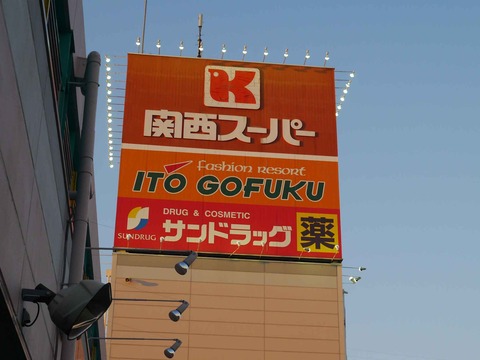 K
関西スーパー
fashion resort
ITO GOFUKU
DRUG & COSMETIC
SUNDRUG
サンドラッグ
薬